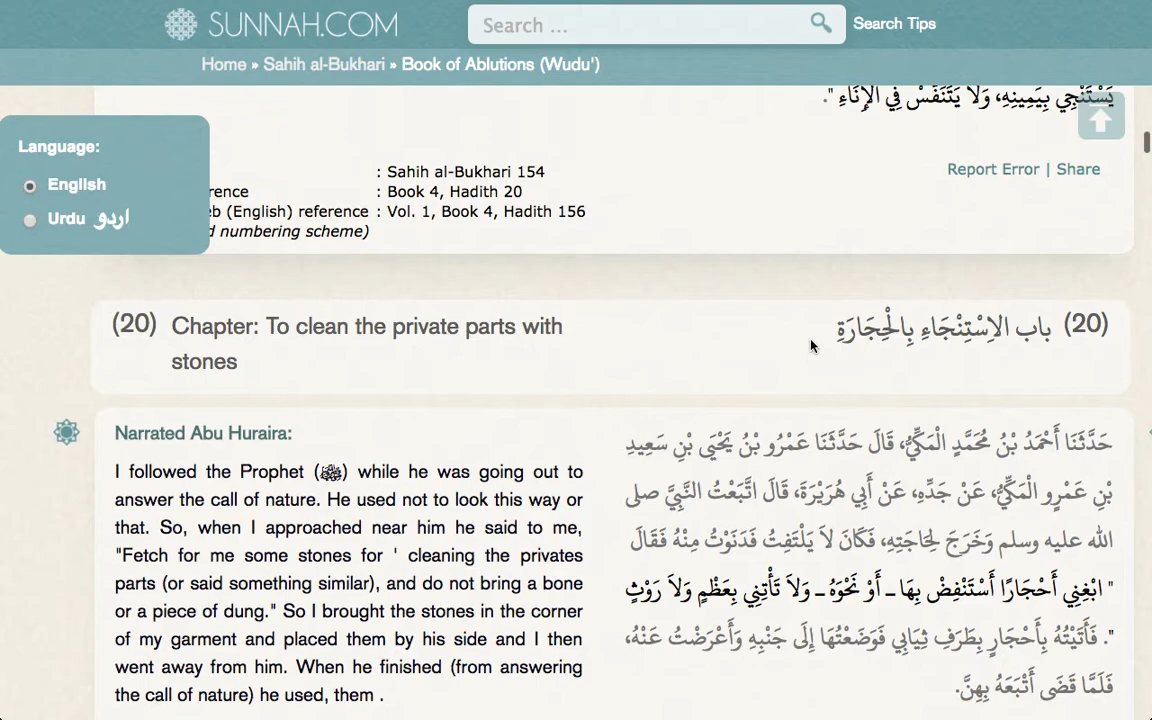 SUNNAH.COM
Search ...
Search Tips
Home » Sahih al-Bukhari » Book of Ablutions (Wudu')
يَسْتَنْجِي بِيَمِينِهِ، وَلاَ يَتَنَفَّسْ فِي الإِنَاءِ ‏"‏‏.‏
Language:
English
Urdu اردو
: Sahih al-Bukhari 154
rence : Book 4, Hadith 20
(English) reference : Vol. 1, Book 4, Hadith 156
numbering scheme)
Report Error | Share
(20) Chapter: To clean the private parts with
stones
(20) باب الاِسْتِنْجَاءِ بِالْحِجَارَةِ
Narrated Abu Huraira:
I followed the Prophet (ﷺ) while he was going out to
answer the call of nature. He used not to look this way or
that. So, when I approached near him he said to me,
"Fetch for me some stones for ' cleaning the privates
parts (or said something similar), and do not bring a bone
or a piece of dung." So I brought the stones in the corner
of my garment and placed them by his side and I then
went away from him. When he finished (from answering
the call of nature) he used, them .
حَدَّثَنَا أَحْمَدُ بْنُ مُحَمَّدٍ الْمَكِّيُّ، قَالَ حَدَّثَنَا عَمْرُو بْنُ يَحْيَى بْنِ سَعِيدِ
بْنِ عَمْرٍو الْمَكِّيُّ، عَنْ جَدِّهِ، عَنْ أَبِي هُرَيْرَةَ، قَالَ اتَّبَعْتُ النَّبِيَّ صلى
الله عليه وسلم وَخَرَجَ لِحَاجَتِهِ، فَكَانَ لاَ يَلْتَفِتُ فَدَنَوْتُ مِنْهُ فَقَالَ
" ابْغِنِي أَحْجَارًا أَسْتَنْفِضْ بِهَا ـ أَوْ نَحْوَهُ ـ وَلاَ تَأْتِنِي بِعَظْمٍ وَلاَ رَوْثٍ
". فَأَتَيْتُهُ بِأَحْجَارٍ بِطَرَفِ ثِيَابِي فَوَضَعْتُهَا إِلَى جَنْبِهِ وَأَعْرَضْتُ عَنْهُ،
فَلَمَّا قَضَى أَتْبَعَهُ بِهِنَّ.